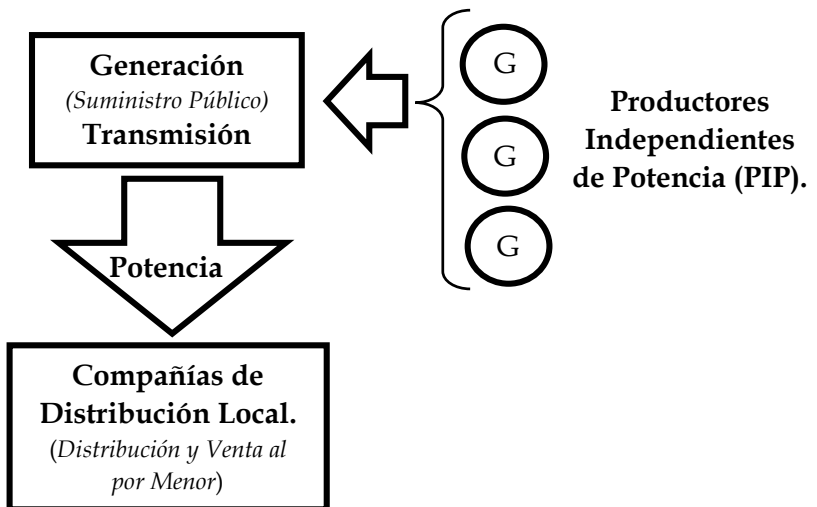 Generación
(Suministro Público)
Transmisión
G
G
G
Productores
Independientes
de Potencia (PIP).
Potencia
Compañías de
Distribución Local.
(Distribución y Venta al
por Menor)